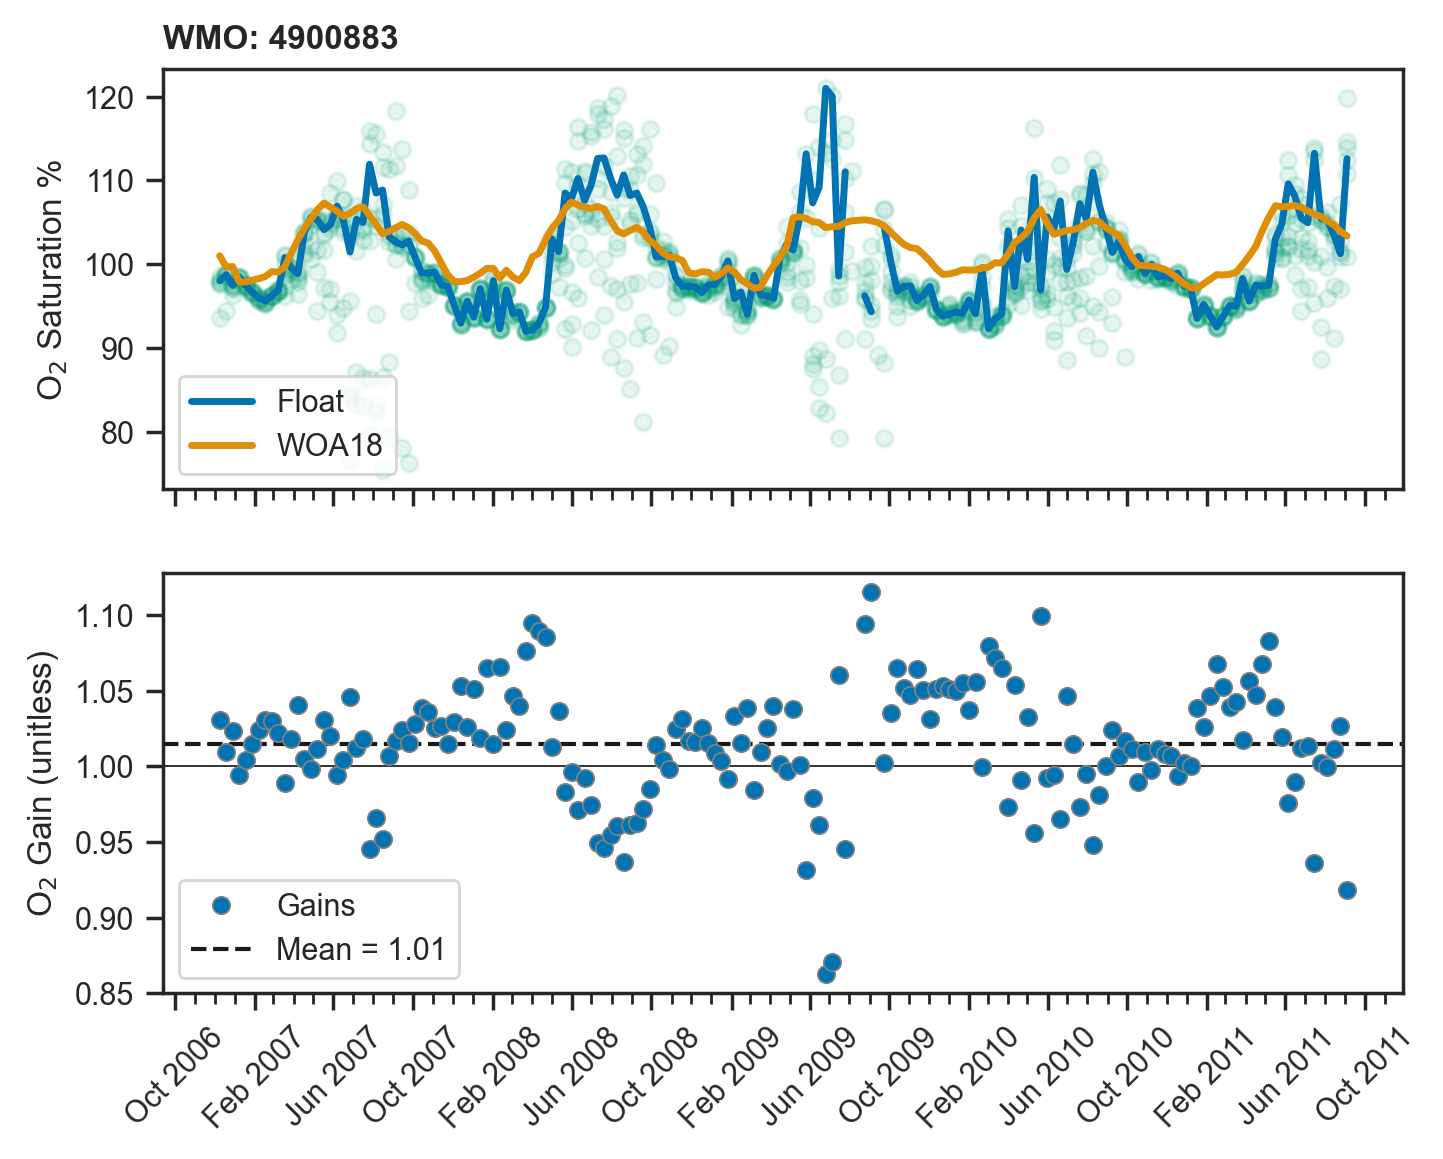 WMO: 4900883
120
110
100
90
80
O2 Saturation %
Float
WOA18
1.10
1.05
1.00
0.95
0.90
0.85
O2 Gain (unitless)
Gains
Mean = 1.01
Oct 2006
Feb 2007
Jun 2007
Oct 2007
Feb 2008
Jun 2008
Oct 2008
Feb 2009
Jun 2009
Oct 2009
Feb 2010
Jun 2010
Oct 2010
Feb 2011
Jun 2011
Oct 2011